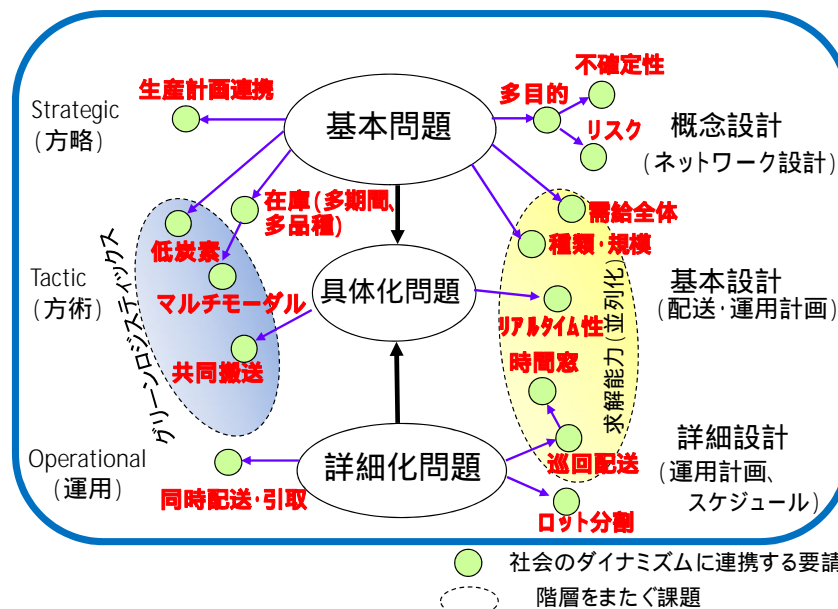 不確定性
生産計画連携
多目的
Strategic
(方略)
基本問題
リスク
概念設計
(ネットワーク設計)
在庫(多期間、
多品種)
需給全体
低炭素
種類・規模
グリーンロジスティックス
Tactic
(方術)
マルチモーダル
具体化問題
リアルタイム性
求解能力(並列化)
基本設計
(配送・運用計画)
共同搬送
時間窓
Operational
(運用)
詳細化問題
巡回配送
詳細設計
(運用計画、
スケジュール)
同時配送・引取
ロット分割
社会のダイナミズムに連携する要請
階層をまたぐ課題